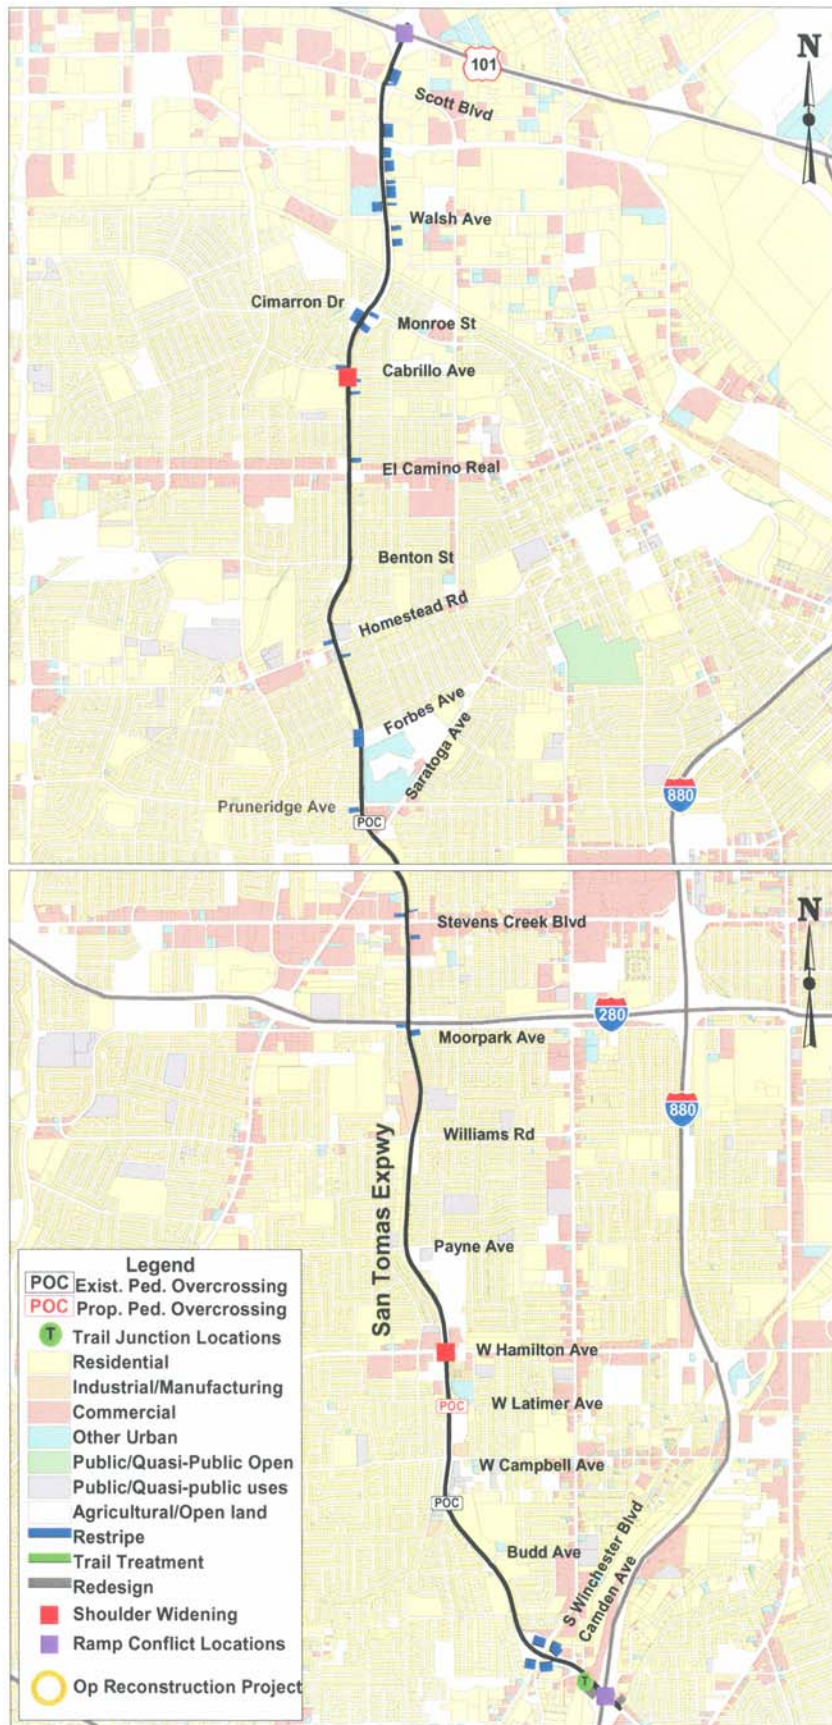 N
101
Scott Blvd
Walsh Ave
Cimarron Dr
Monroe St
Cabrillo Ave
El Camino Real
Benton St
Homestead Rd
Forbes Ave
Saratoga Ave
Pruneridge Ave
POC
880
N
Stevens Creek Blvd
280
Moorpark Ave
880
Williams Rd
San Tomas Expwy
Payne Ave
W Hamilton Ave
POC
W Latimer Ave
W Campbell Ave
POC
Budd Ave
S Winchester Blvd
Camden Ave
T
Legend
POC Exist. Ped. Overcrossing
POC Prop. Ped. Overcrossing
T Trail Junction Locations
Residential
Industrial/Manufacturing
Commercial
Other Urban
Public/Quasi-Public Open
Public/Quasi-public uses
Agricultural/Open land
Restripe
Trail Treatment
Redesign
Shoulder Widening
Ramp Conflict Locations
Op Reconstruction Project